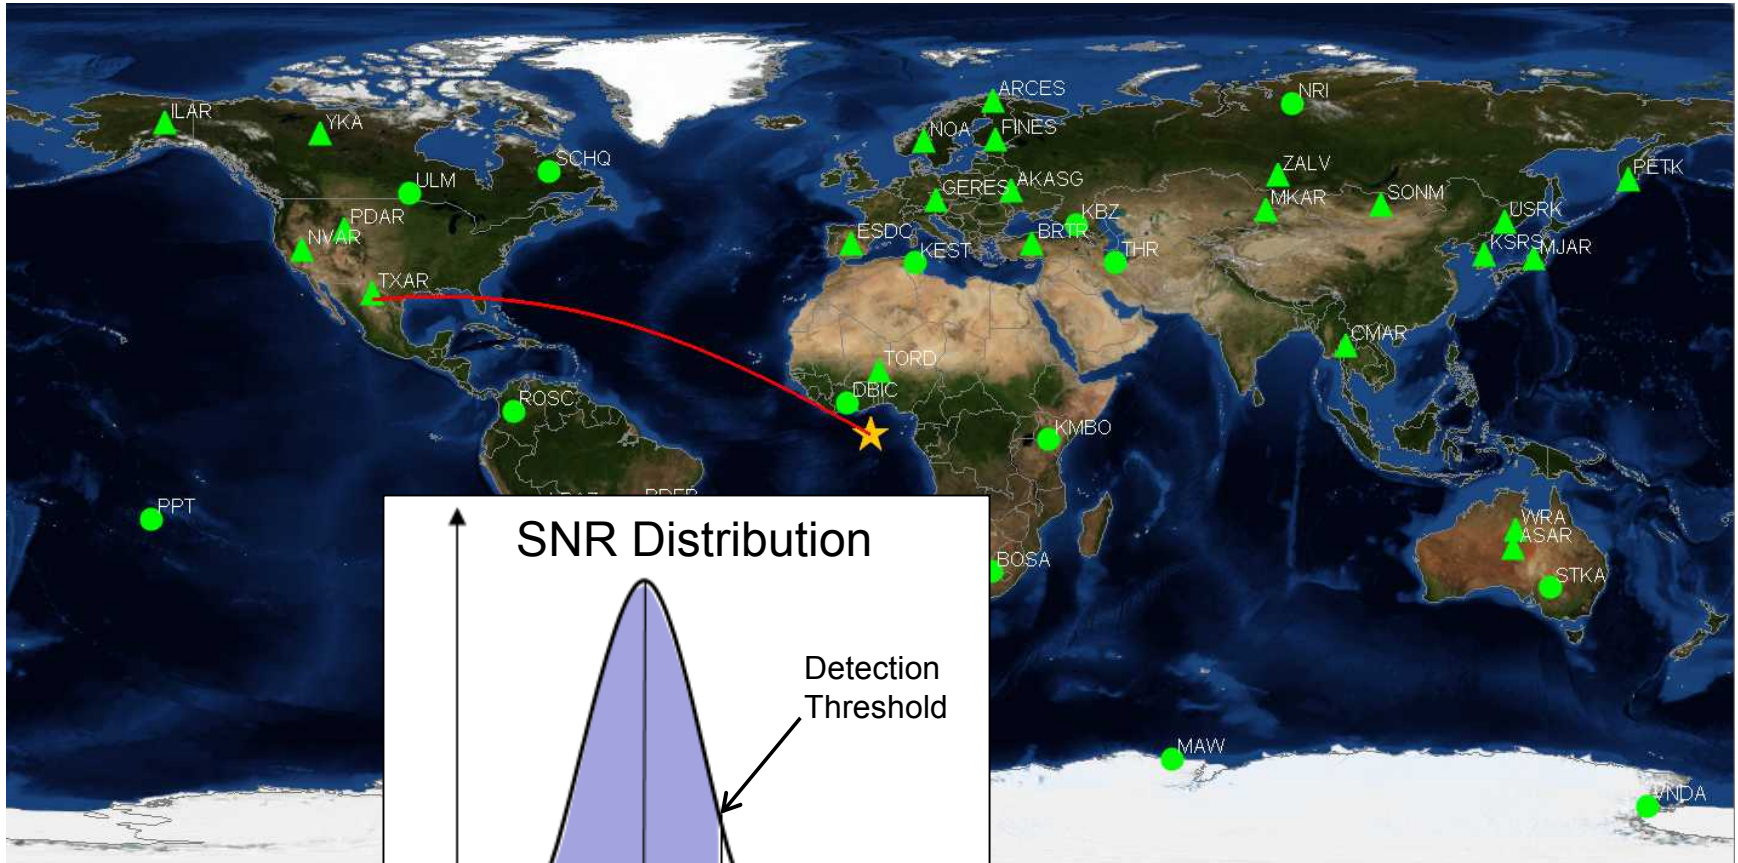 ARCES
NRI
ILAR
YKA
NOA
FINES
SCHQ
ZALV
PETK
ULM
GERES
AKASG
MKAR
SONM
PDAR
KBZ
USRK
NVAR
ESDC
BRTR
KEST
THR
KSRS
MJAR
TXAR
CMAR
TORD
DBIC
ROSC
KMBO
PPT
WRA
ASAR
SNR Distribution
BOSA
STKA
Detection
Threshold
MAW
VNDA